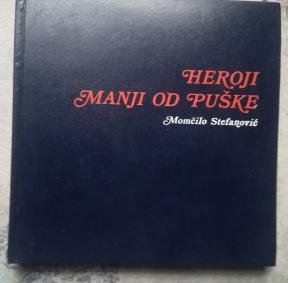 HEROJI
MANJI OD PUŠKE
Momčilo Stefanović